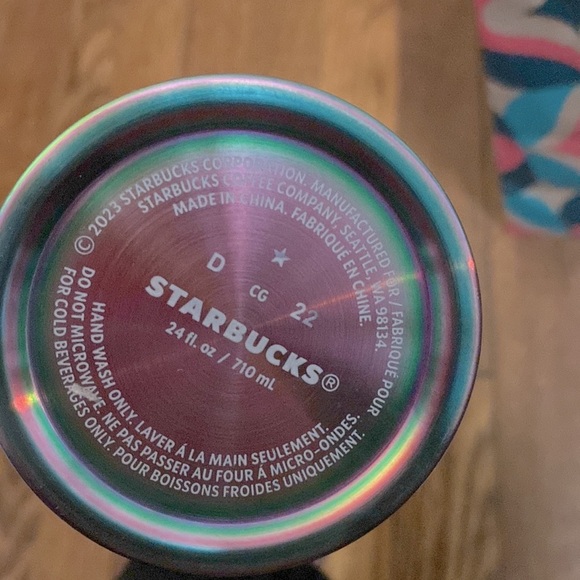 © 2023 STARBUCKS CORPORATION. MANUFACTURED FOR / FABRIQUÉ POUR
STARBUCKS COFFEE COMPANY, SEATTLE, WA 98134.
MADE IN CHINA. FABRIQUÉ EN CHINE.
D ★
CG 22
STARBUCKS®
24 fl. oz / 710 mL
HAND WASH ONLY. LAVER Á LA MAIN SEULEMENT.
DO NOT MICROWAVE. NE PAS PASSER AU FOUR Á MICRO-ONDES.
FOR COLD BEVERAGES ONLY. POUR BOISSONS FROIDES UNIQUEMENT.